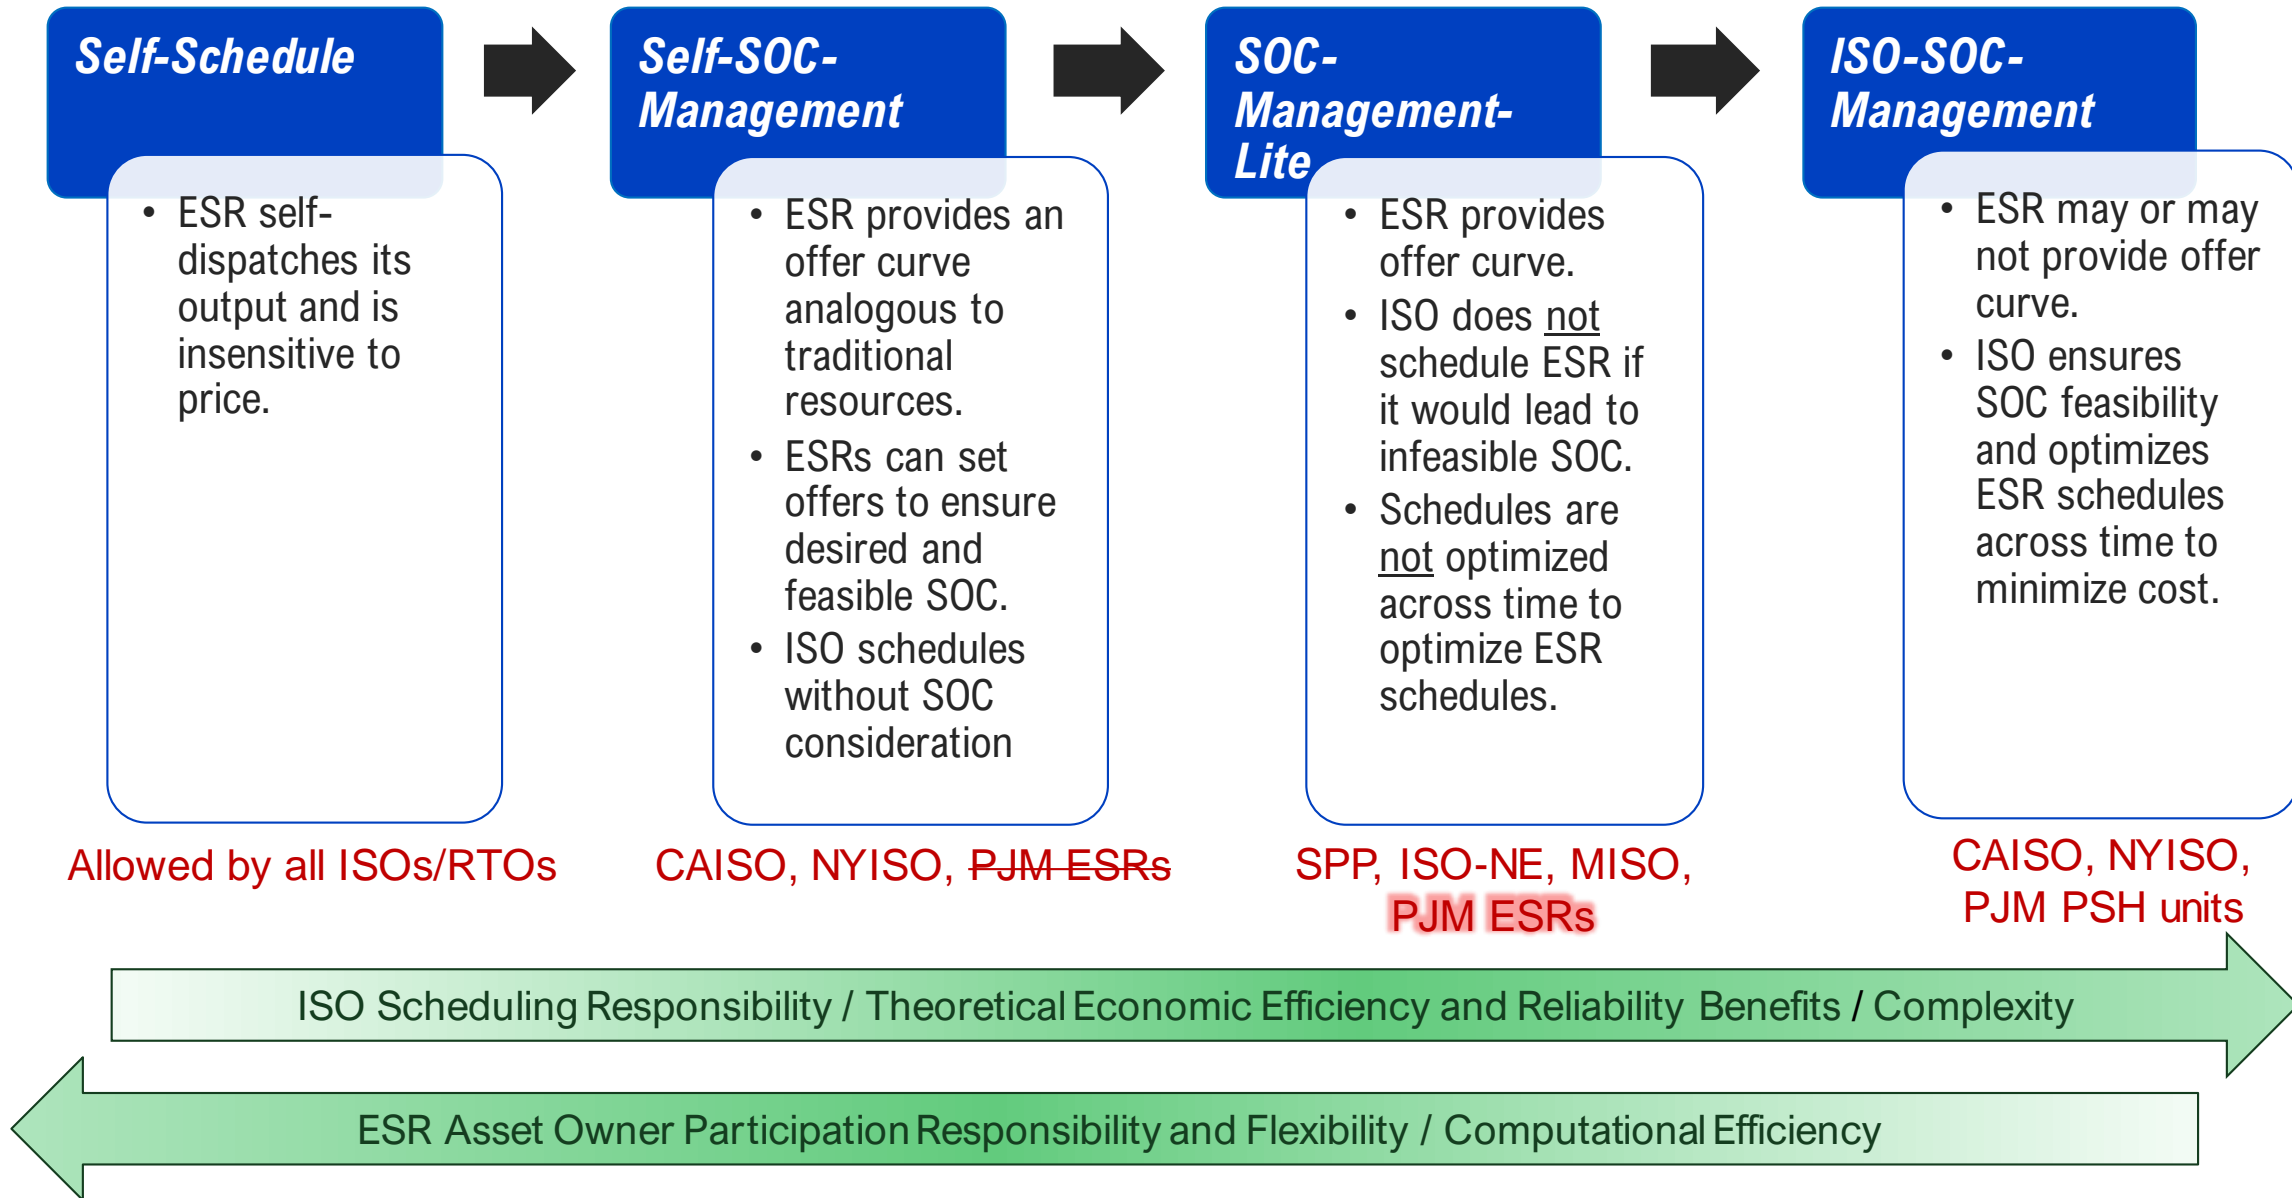 Self-Schedule
• ESR self-
dispatches its
output and is
insensitive to
price.
Allowed by all ISOs/RTOs
Self-SOC-
Management
• ESR provides an
offer curve
analogous to
traditional
resources.
• ESRs can set
offers to ensure
desired and
feasible SOC.
• ISO schedules
without SOC
consideration
CAISO, NYISO, PJM ESRs
SOC-
Management-
Lite
• ESR provides
offer curve.
• ISO does not
schedule ESR if
it would lead to
infeasible SOC.
• Schedules are
not optimized
across time to
optimize ESR
schedules.
SPP, ISO-NE, MISO,
PJM ESRs
ISO-SOC-
Management
• ESR may or may
not provide offer
curve.
• ISO ensures
SOC feasibility
and optimizes
ESR schedules
across time to
minimize cost.
CAISO, NYISO,
PJM PSH units
ISO Scheduling Responsibility / Theoretical Economic Efficiency and Reliability Benefits / Complexity
ESR Asset Owner Participation Responsibility and Flexibility / Computational Efficiency